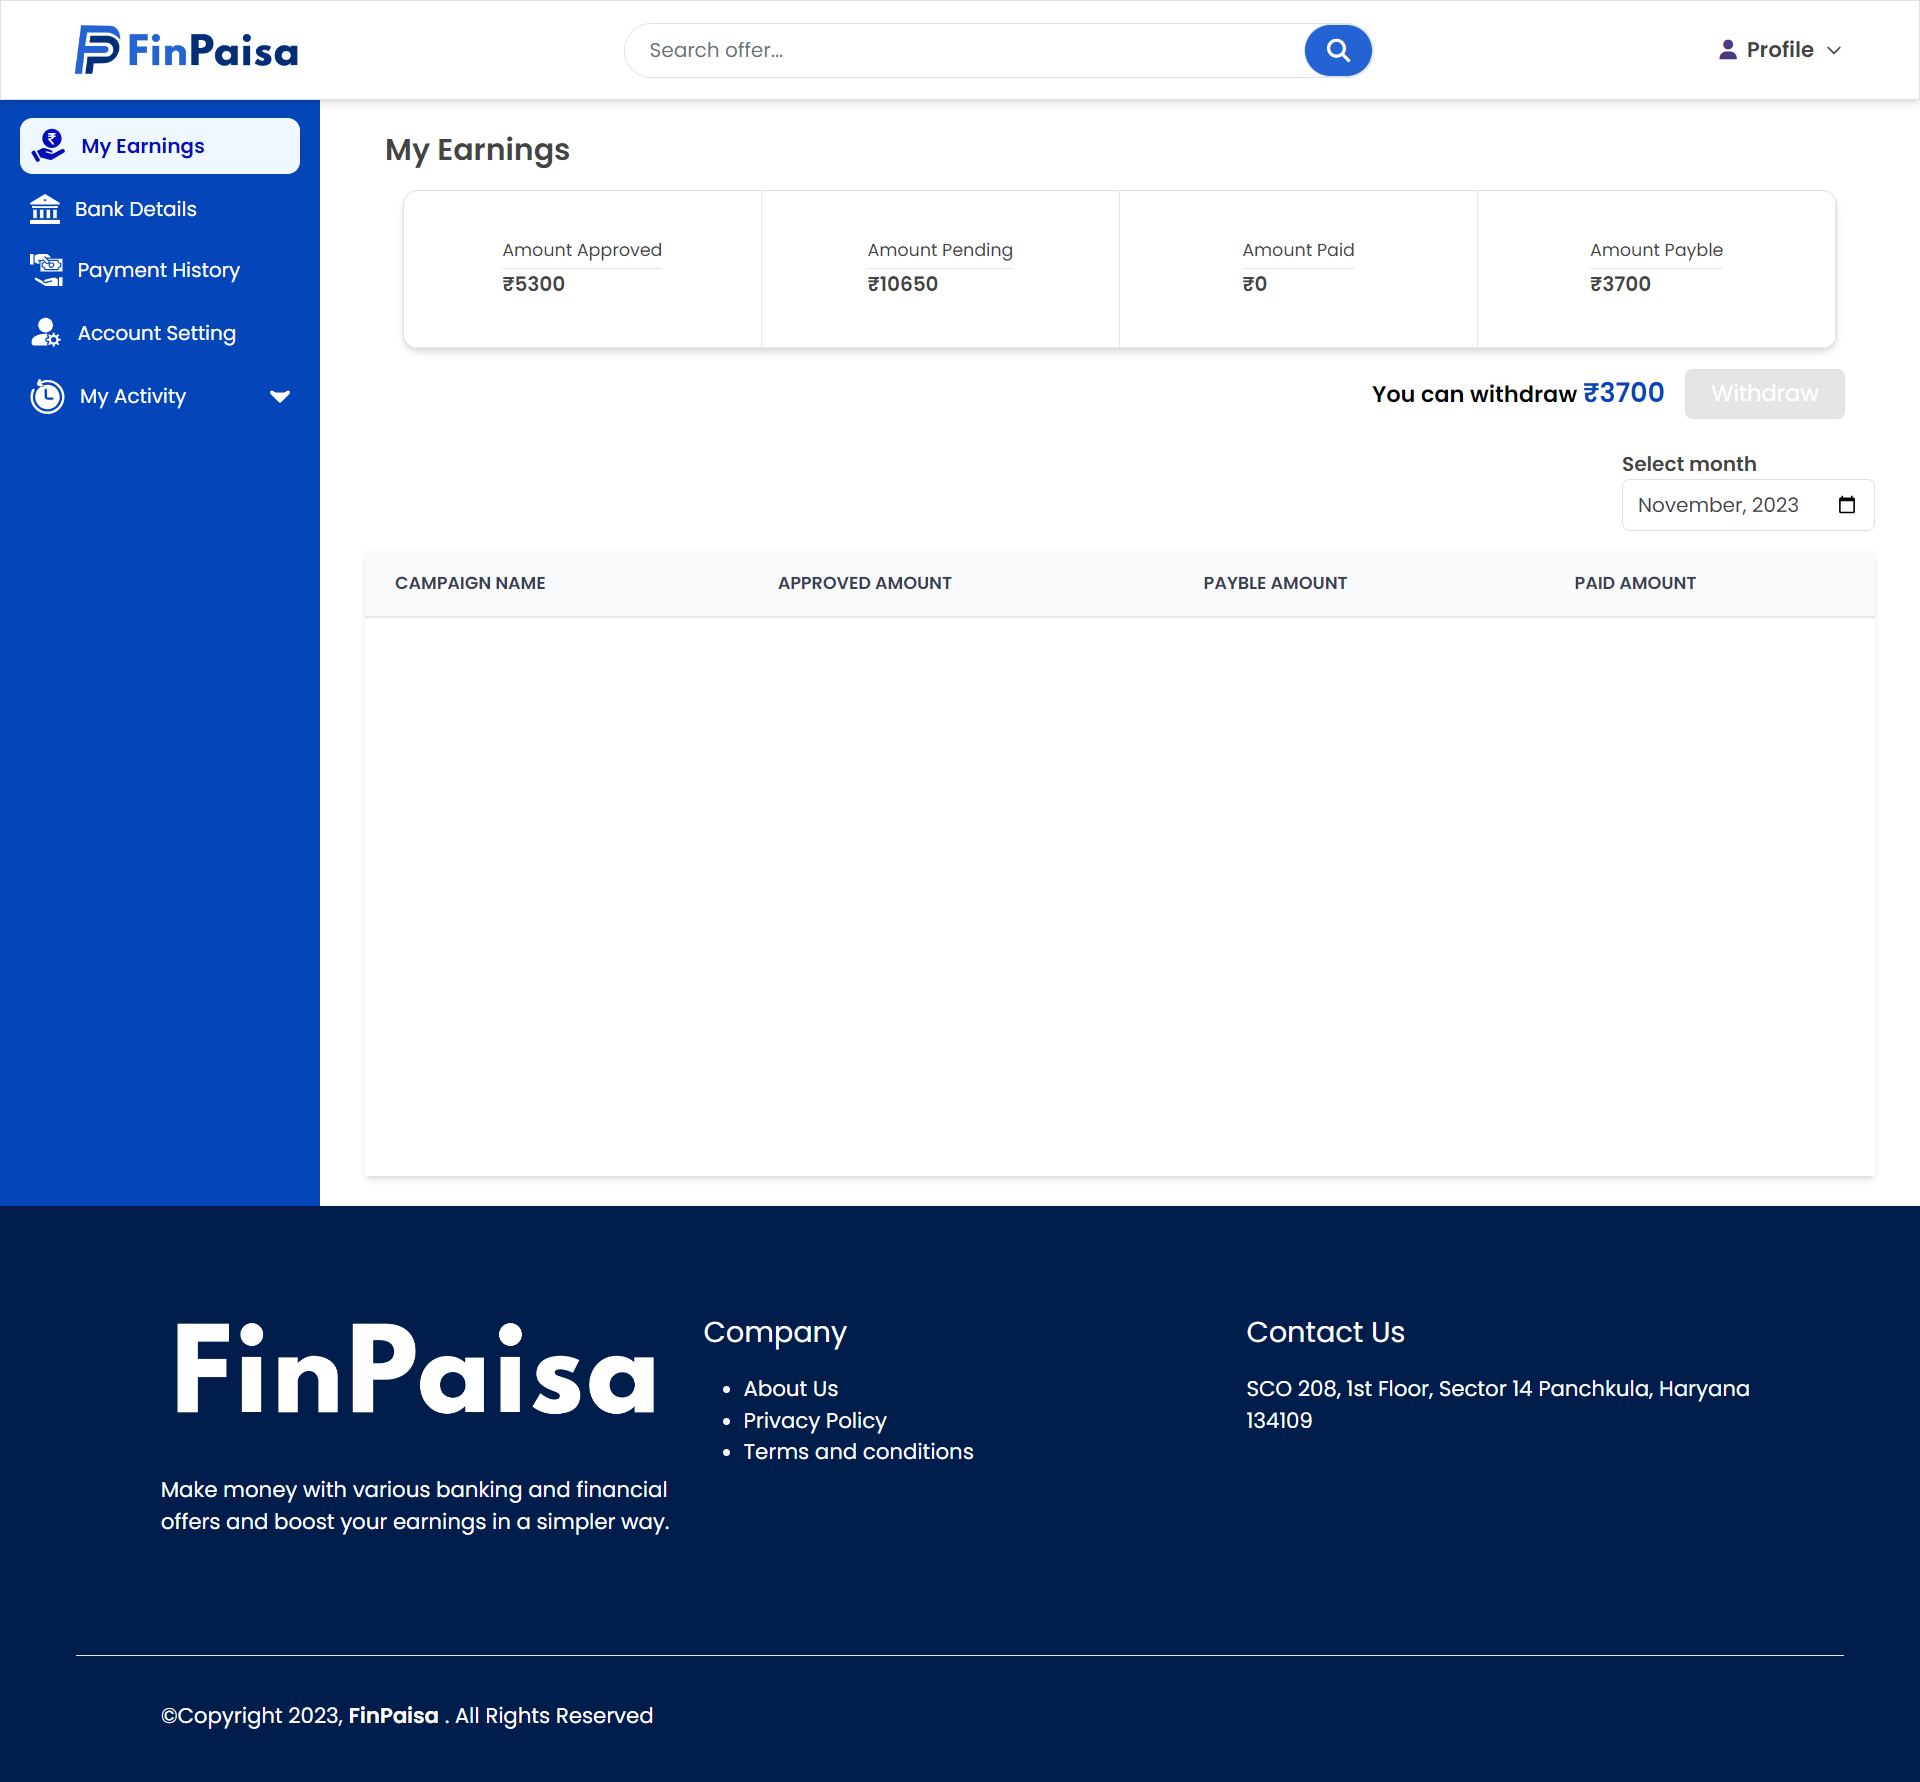 FinPaisa
Search offer...
Profile
My Earnings
Bank Details
Payment History
Account Setting
My Activity
My Earnings
Amount Approved
₹5300
Amount Pending
₹10650
Amount Paid
₹0
Amount Payble
₹3700
You can withdraw ₹3700
Withdraw
Select month
November, 2023
CAMPAIGN NAME APPROVED AMOUNT PAYBLE AMOUNT PAID AMOUNT
FinPaisa
Make money with various banking and financial
offers and boost your earnings in a simpler way.
Company
• About Us
• Privacy Policy
• Terms and conditions
Contact Us
SCO 208, 1st Floor, Sector 14 Panchkula, Haryana
134109
©Copyright 2023, FinPaisa . All Rights Reserved